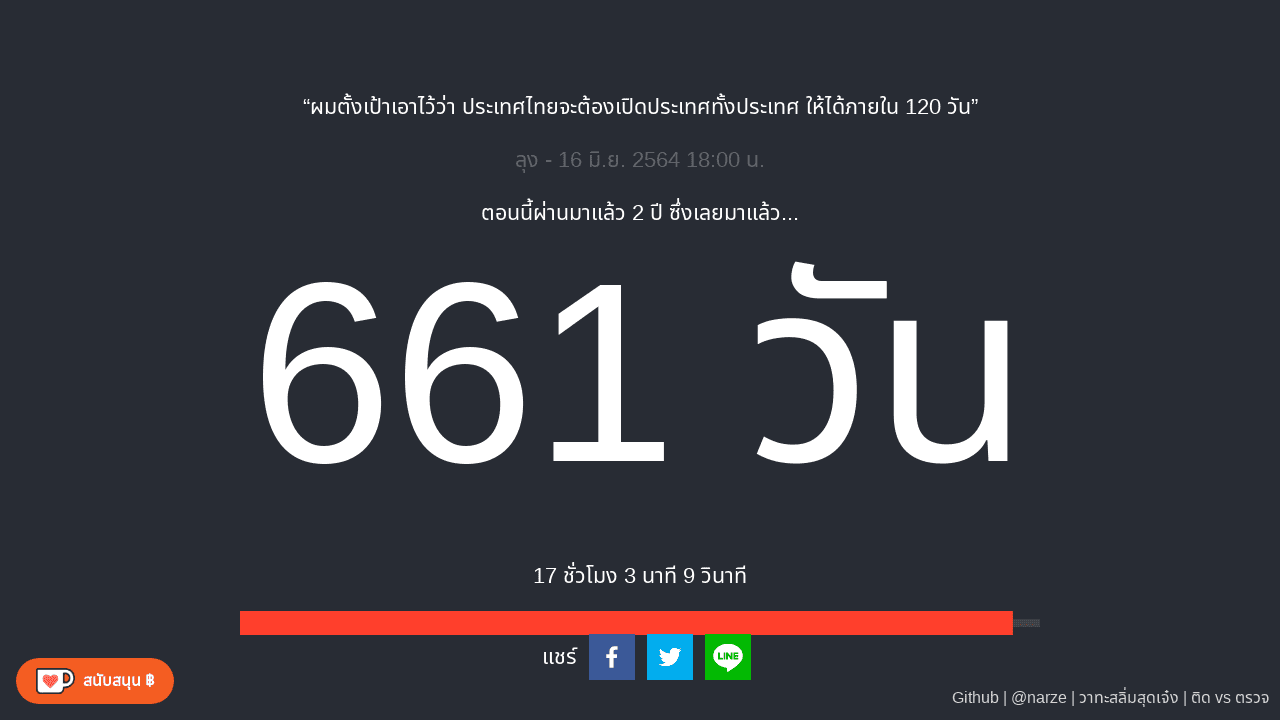 “ผมตั้งเป้าเอาไว้ว่า ประเทศไทยจะต้องเปิดประเทศทั้งประเทศ ให้ได้ภายใน 120 วัน”
ลุง - 16 มิ.ย. 2564 18:00 น.
ตอนนี้ผ่านมาแล้ว 2 ปี ซึ่งเลยมาแล้ว...
661 วัน
17 ชั่วโมง 3 นาที 9 วินาที
แชร์
LINE
สนับสนุน ฿
Github | @narze | วาทะสลิ่มสุดเจ๋ง | ติด vs ตรวจ